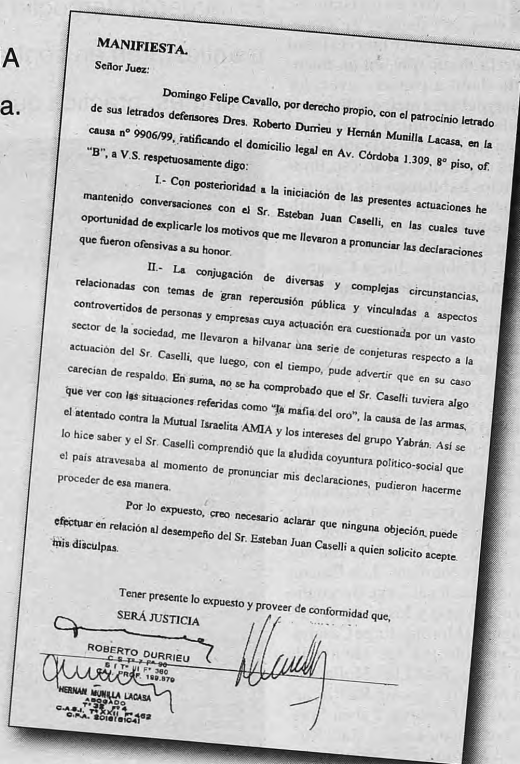 A
a.
MANIFIESTA.
Señor Juez:
Domingo Felipe Cavallo, por derecho propio, con el patrocinio letrado
de sus letrados defensores Dres. Roberto Durrieu y Hernán Munilla Lacasa, en la
causa nº 9906/99, ratificando el domicilio legal en Av. Córdoba 1.309, 8º piso, of.
"B", a V.S. respetuosamente digo:
I.- Con posterioridad a la iniciación de las presentes actuaciones he
mantenido conversaciones con el Sr. Esteban Juan Caselli, en las cuales tuve
oportunidad de explicarle los motivos que me llevaron a pronunciar las declaraciones
que fueron ofensivas a su honor.
II.- La conjugación de diversas y complejas circunstancias,
relacionadas con temas de gran repercusión pública y vinculadas a aspectos
controvertidos de personas y empresas cuya actuación era cuestionada por un vasto
sector de la sociedad, me llevaron a hilvanar una serie de conjeturas respecto a la
actuación del Sr. Caselli, que luego, con el tiempo, pude advertir que en su caso
carecian de respaldo. En suma, no se ha comprobado que el Sr. Caselli tuviera algo
que ver con las situaciones referidas como "la mafia del oro", la causa de las armas,
el atentado contra la Mutual Israelita AMIA y los intereses del grupo Yabrán. Así se
lo hice saber y el Sr. Caselli comprendió que la aludida coyuntura político-social que
el país atravesaba al momento de pronunciar mis declaraciones, pudieron hacerme
proceder de esa manera.
Por lo expuesto, creo necesario aclarar que ninguna objeción puede
efectuar en relación al desempeño del Sr. Esteban Juan Caselli a quien solicito acepte
mis disculpas.
Tener presente lo expuesto y proveer de conformidad que,
SERÁ JUSTICIA
ROBERTO DURRIEU
HERNAN MUNILLA LACASA
ABOGADO